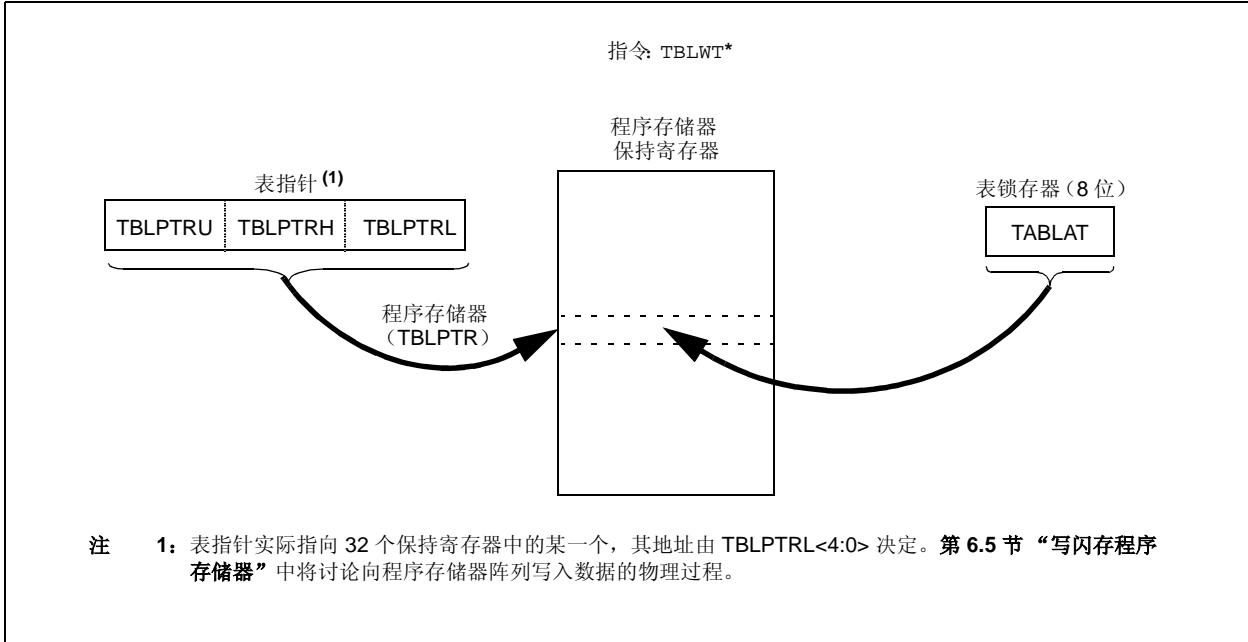 指令: TBLWT*
程序存储器
保持寄存器
表指针 (1)
表锁存器（8 位）
TBLPTRU TBLPTRH TBLPTRL
TABLAT
程序存储器
（TBLPTR）
注 1: 表指针实际指向 32 个保持寄存器中的某一个，其地址由 TBLPTRL<4:0> 决定。第 6.5 节 “写闪存程序
存储器”中将讨论向程序存储器阵列写入数据的物理过程。